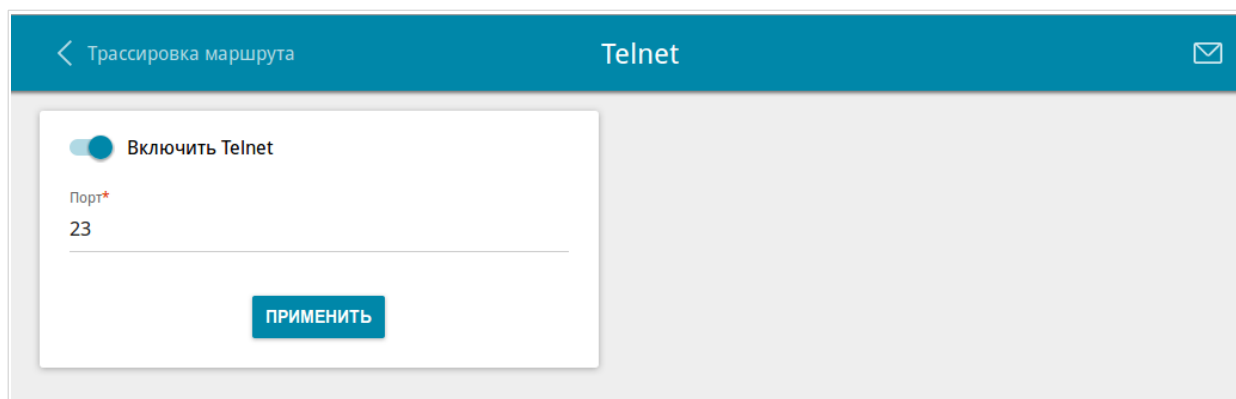 Трассировка маршрута
Telnet
Включить Telnet
Порт*
23
ПРИМЕНИТЬ